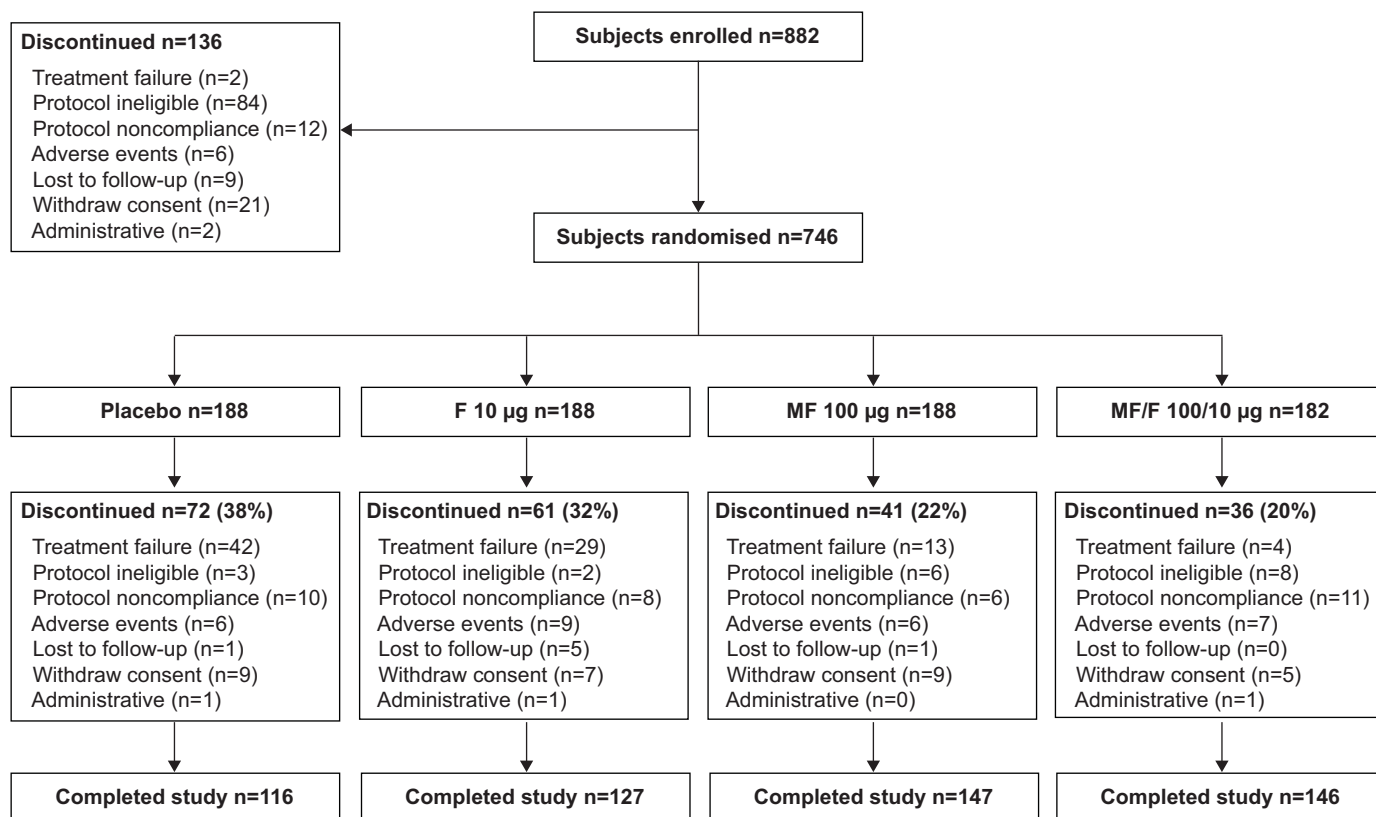 Subjects enrolled n=882
Discontinued n=136
Treatment failure (n=2)
Protocol ineligible (n=84)
Protocol noncompliance (n=12)
Adverse events (n=6)
Lost to follow-up (n=9)
Withdraw consent (n=21)
Administrative (n=2)
Subjects randomised n=746
Placebo n=188
F 10 µg n=188
MF 100 µg n=188
MF/F 100/10 µg n=182
Discontinued n=72 (38%)
Treatment failure (n=42)
Protocol ineligible (n=3)
Protocol noncompliance (n=10)
Adverse events (n=6)
Lost to follow-up (n=1)
Withdraw consent (n=9)
Administrative (n=1)
Discontinued n=61 (32%)
Treatment failure (n=29)
Protocol ineligible (n=2)
Protocol noncompliance (n=8)
Adverse events (n=9)
Lost to follow-up (n=5)
Withdraw consent (n=7)
Administrative (n=1)
Discontinued n=41 (22%)
Treatment failure (n=13)
Protocol ineligible (n=6)
Protocol noncompliance (n=6)
Adverse events (n=6)
Lost to follow-up (n=1)
Withdraw consent (n=9)
Administrative (n=0)
Discontinued n=36 (20%)
Treatment failure (n=4)
Protocol ineligible (n=8)
Protocol noncompliance (n=11)
Adverse events (n=7)
Lost to follow-up (n=0)
Withdraw consent (n=5)
Administrative (n=1)
Completed study n=116
Completed study n=127
Completed study n=147
Completed study n=146